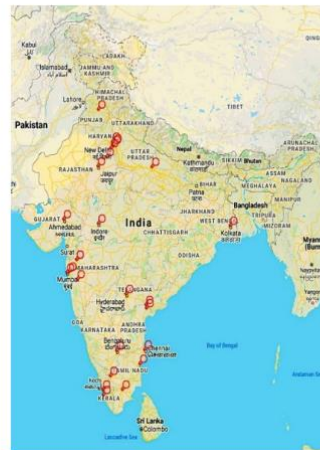 Kabul
Islamabad
LADAKH
JAMMU AND
KASHMIR
HIMACHAL
PRADESH
Lahore
PUNJAB
UTTARAKHAND
TIBET
Pakistan
HARYANA
New Delhi
UTTAR
PRADESH
Nepal
Kathmandu
SIKKIM
Bhutan
ARUNACHAL
PRADESH
ASSAM
NAGALAND
RAJASTHAN
Jaipur
BIHAR
Patna
MEGHALAYA
MANIPUR
Bangladesh
JHARKHAND
TRIPURA
MIZORAM
WEST BENGAL
GUJARAT
Ahmedabad
India
Indore
CHHATTISGARH
Kolkata
Surat
ODISHA
MAHARASHTRA
Mumbai
TELANGANA
Hyderabad
GOA
KARNATAKA
ANDHRA
PRADESH
Bay of Bengal
Bengaluru
Chennai
TAMIL NADU
Kochi
KERALA
Sri Lanka
Colombo
Laccadive Sea